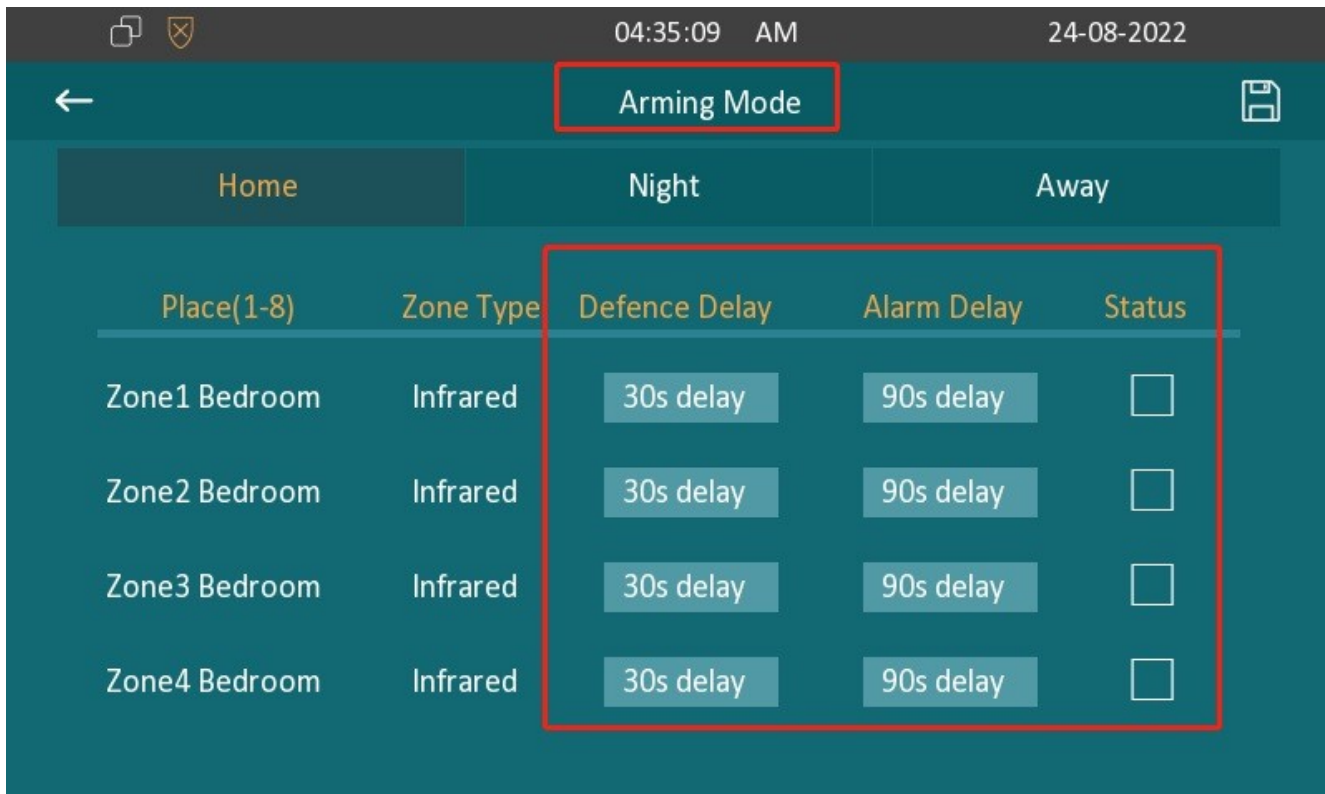 04:35:09 AM 24-08-2022
Arming Mode
Home Night Away
Place(1-8) Zone Type Defence Delay Alarm Delay Status
Zone1 Bedroom Infrared 30s delay 90s delay
Zone2 Bedroom Infrared 30s delay 90s delay
Zone3 Bedroom Infrared 30s delay 90s delay
Zone4 Bedroom Infrared 30s delay 90s delay